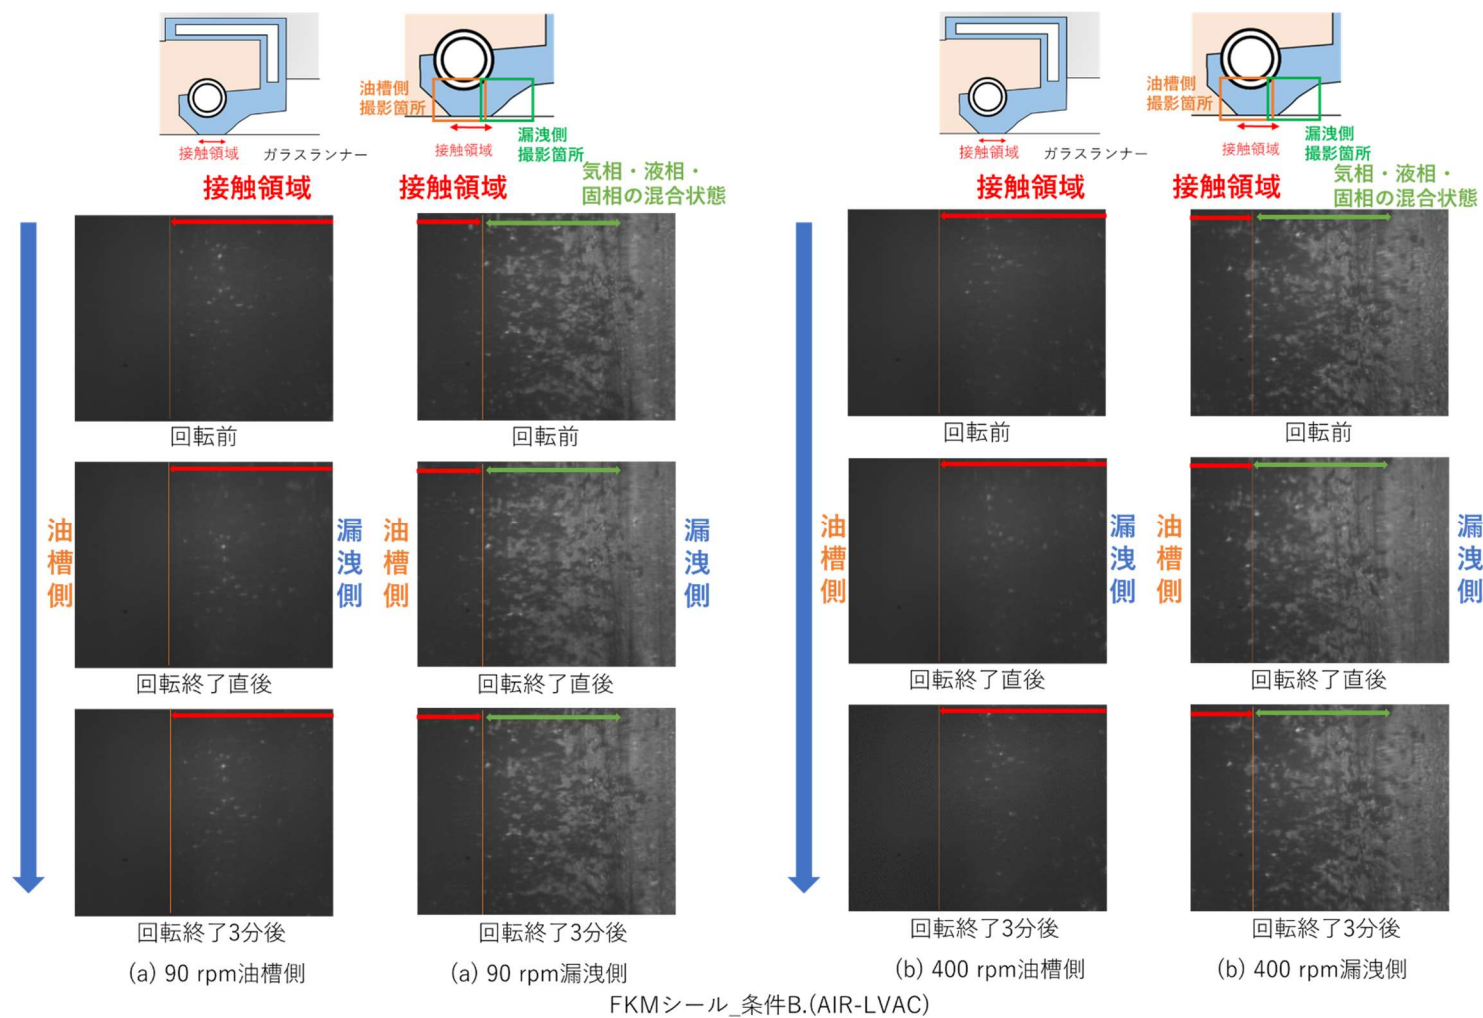 油槽側
撮影箇所
漏洩側
撮影箇所
接触領域
接触領域
ガラスランナー
接触領域
接触領域
気相・液相・
固相の混合状態
油槽側
撮影箇所
漏洩側
撮影箇所
接触領域
接触領域
ガラスランナー
接触領域
接触領域
気相・液相・
固相の混合状態
回転前
回転前
回転前
回転前
油槽側
漏洩側
油槽側
漏洩側
油槽側
漏洩側
油槽側
漏洩側
回転終了直後
回転終了直後
回転終了直後
回転終了直後
回転終了3分後
回転終了3分後
回転終了3分後
回転終了3分後
(a) 90 rpm油槽側
(a) 90 rpm漏洩側
(b) 400 rpm油槽側
(b) 400 rpm漏洩側
FKMシール_条件B.(AIR-LVAC)